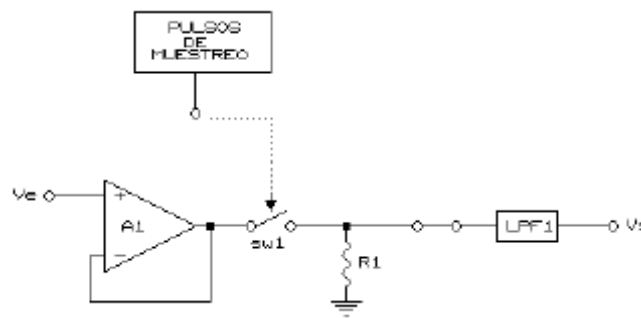 PULSOS
DE
MUESTREO
Ve
+
A1
-
sw1
R1
LPF1
Vs